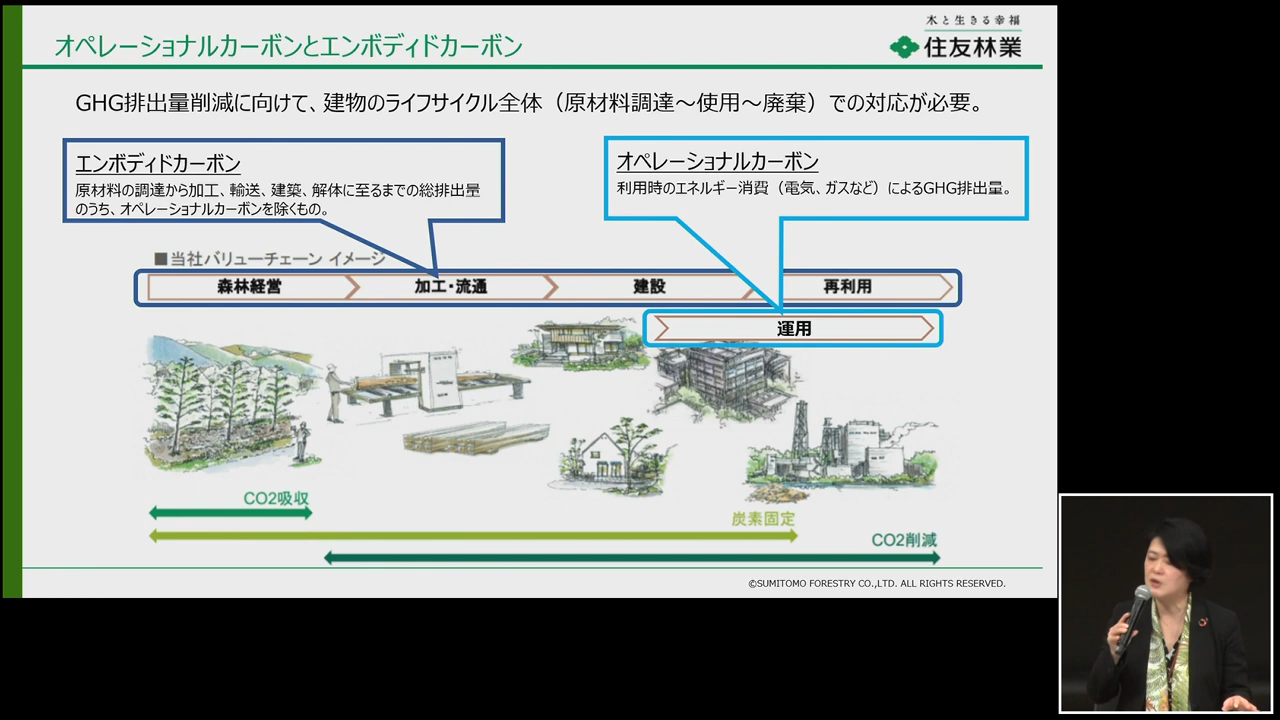 木と生きる幸福
住友林業
オペレーショナルカーボンとエンボディドカーボン
GHG排出量削減に向けて、建物のライフサイクル全体（原材料調達～使用～廃棄）での対応が必要。
エンボディドカーボン
原材料の調達から加工、輸送、建築、解体に至るまでの総排出量
のうち、オペレーショナルカーボンを除くもの。
オペレーショナルカーボン
利用時のエネルギー消費（電気、ガスなど）によるGHG排出量。
■当社バリューチェーン イメージ
森林経営
加工・流通
建設
再利用
運用
CO2吸収
炭素固定
CO2削減
©SUMITOMO FORESTRY CO.,LTD. ALL RIGHTS RESERVED.